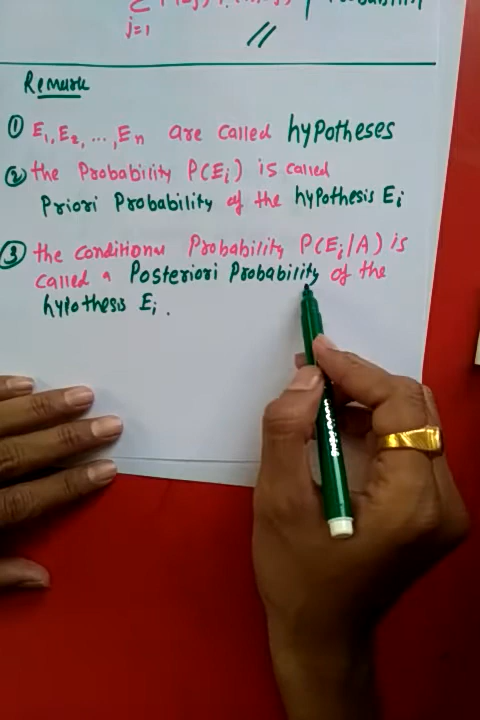 j=1
Remark
① E1, E2, ..., En are called hypotheses
② the Probability P(Ei) is called
Priori Probability of the hypothesis Ei
③ the conditional Probability P(Ei/A) is
called a Posteriori Probability of the
hypothesis Ei.